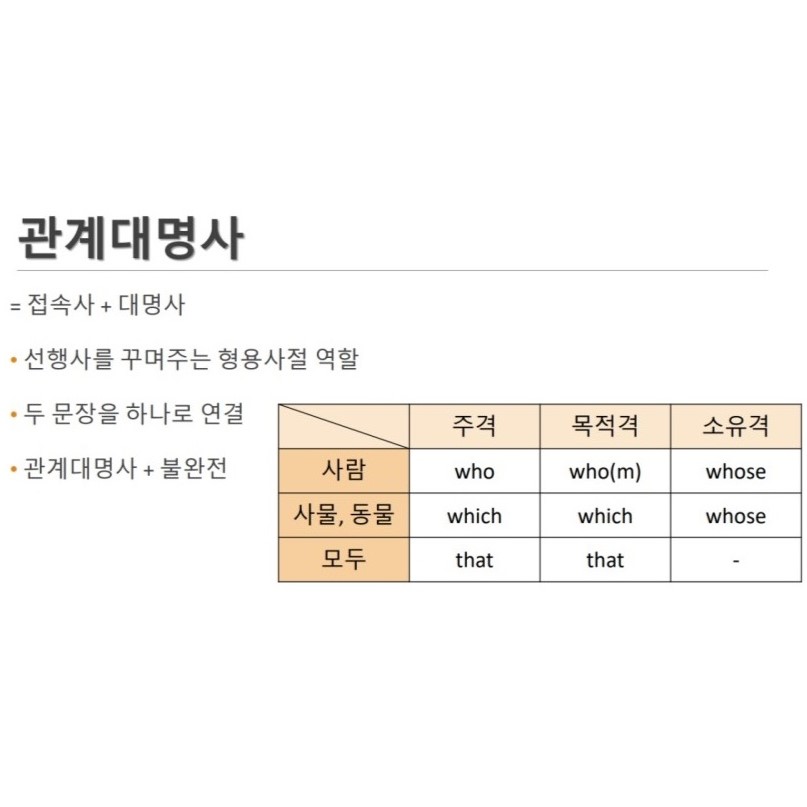 관계대명사
= 접속사 + 대명사
• 선행사를 꾸며주는 형용사절 역할
• 두 문장을 하나로 연결
• 관계대명사 + 불완전
주격 목적격 소유격
사람 who who(m) whose
사물, 동물 which which whose
모두 that that -